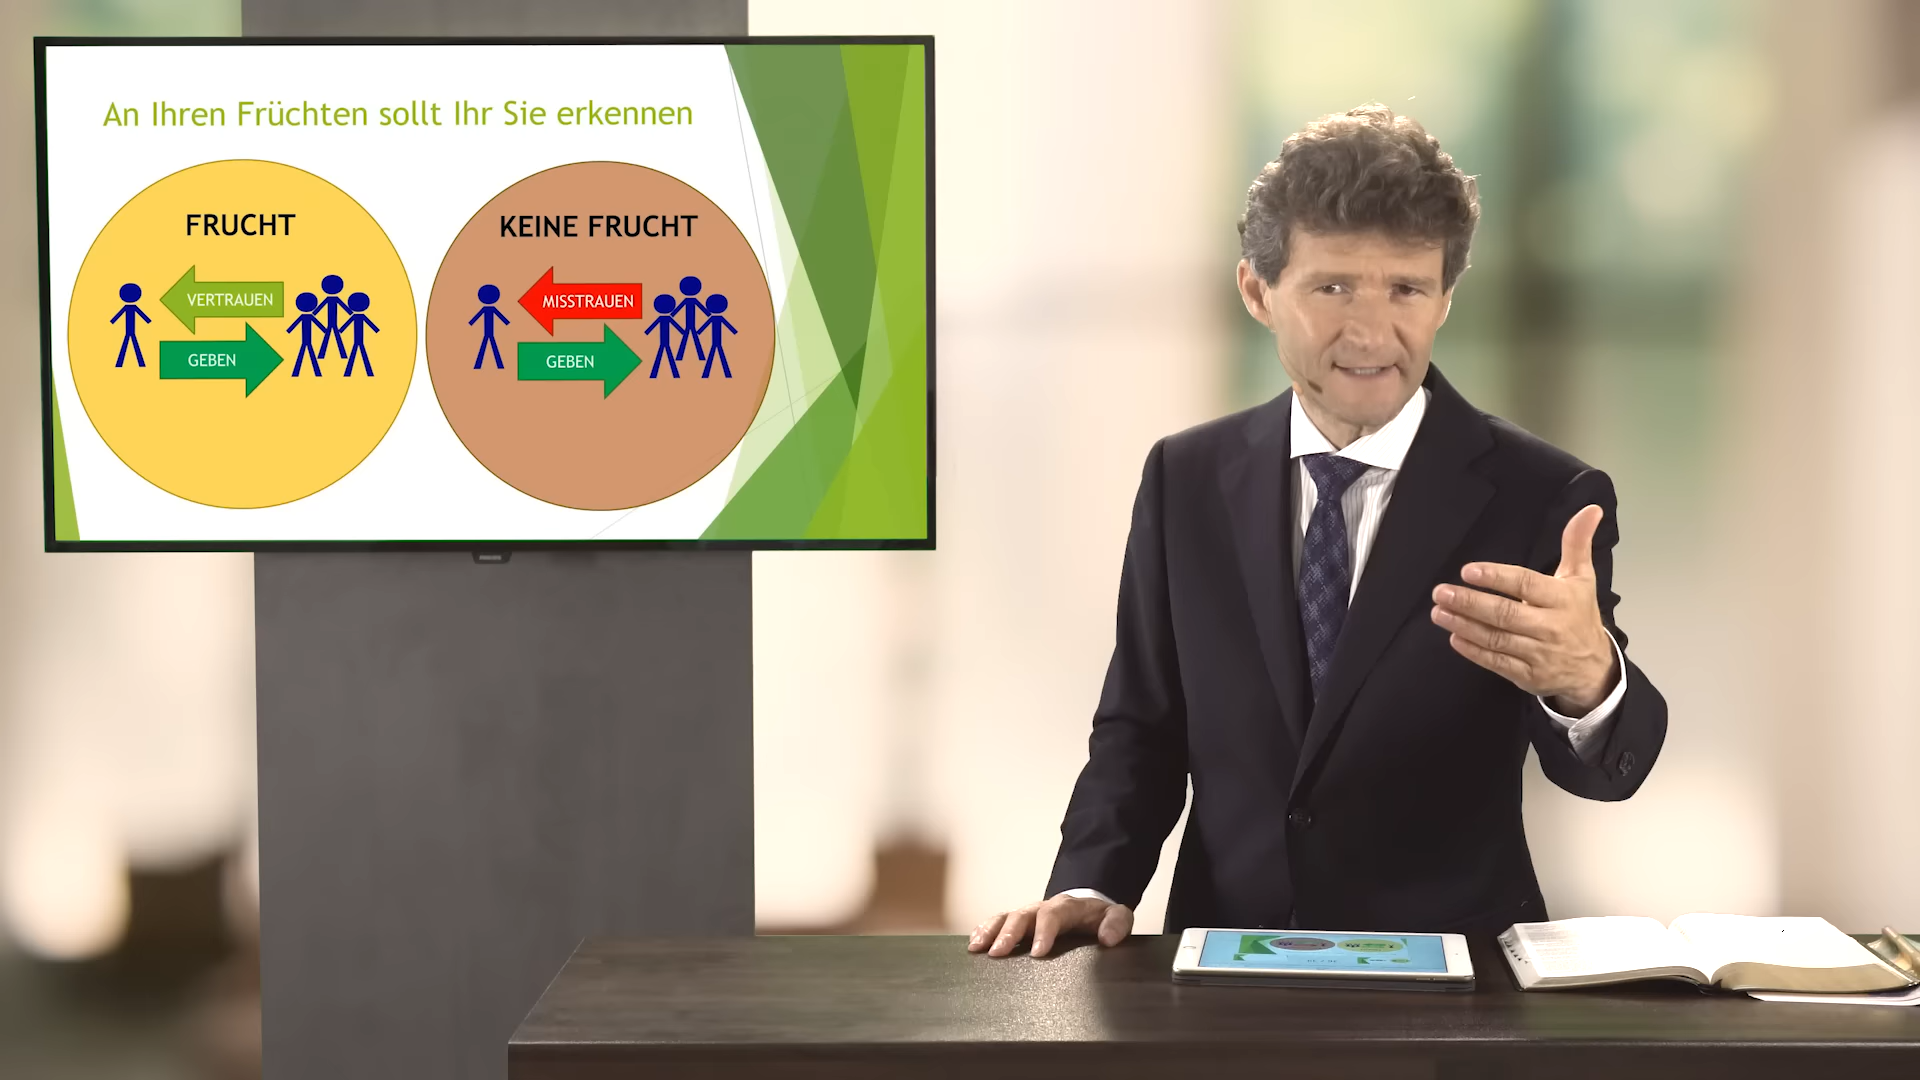 An Ihren Früchten sollt Ihr Sie erkennen
FRUCHT
VERTRAUEN
GEBEN
KEINE FRUCHT
MISSTRAUEN
GEBEN